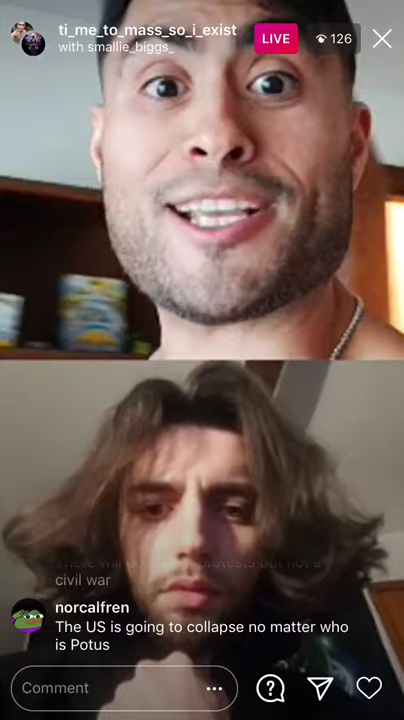 ti_me_to_mass_so_i_exist
with smallie_biggs_
LIVE
126
civil war
norcalfren
The US is going to collapse no matter who
is Potus
Comment